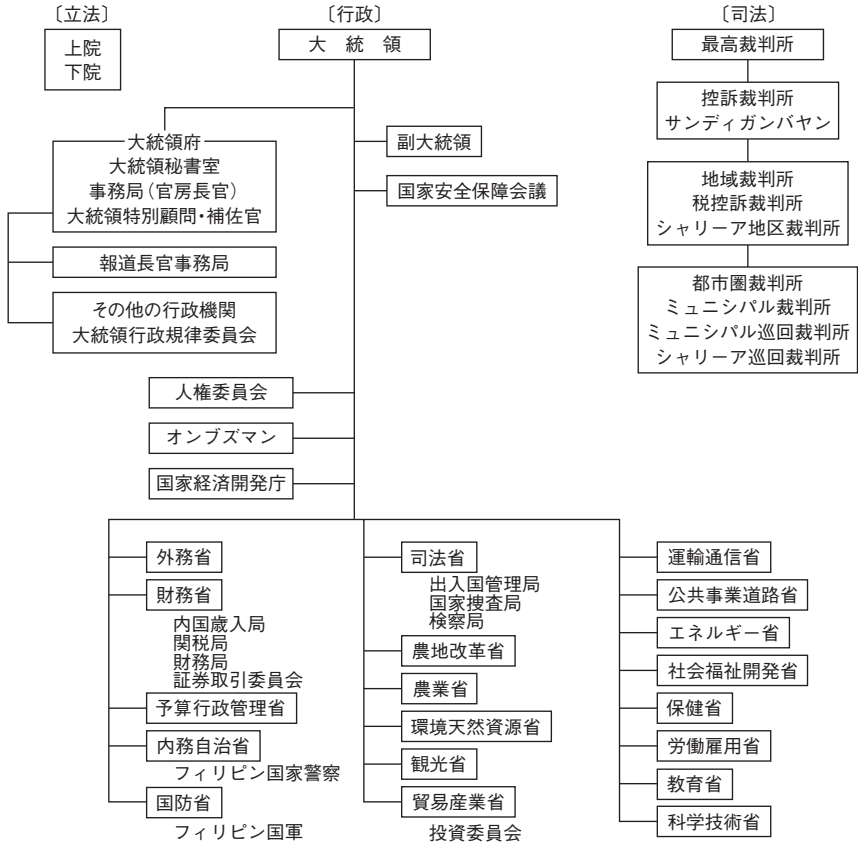 〔立法〕
上院
下院
〔行政〕
大統領
大統領府
大統領秘書室
事務局(官房長官)
大統領特別顧問・補佐官
報道長官事務局
その他の行政機関
大統領行政規律委員会
副大統領
国家安全保障会議
人権委員会
オンブズマン
国家経済開発庁
外務省
財務省
内国歳入局
関税局
財務局
証券取引委員会
予算行政管理省
内務自治省
フィリピン国家警察
国防省
フィリピン国軍
司法省
出入国管理局
国家捜査局
検察局
農地改革省
農業省
環境天然資源省
観光省
貿易産業省
投資委員会
運輸通信省
公共事業道路省
エネルギー省
社会福祉開発省
保健省
労働雇用省
教育省
科学技術省
〔司法〕
最高裁判所
控訴裁判所
サンディガンバヤン
地域裁判所
税控訴裁判所
シャリーア地区裁判所
都市圏裁判所
ミュニシパル裁判所
ミュニシパル巡回裁判所
シャリーア巡回裁判所